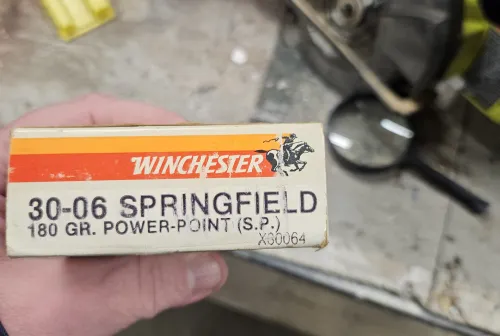 WINCHESTER
30-06 SPRINGFIELD
180 GR. POWER-POINT (S.P.)
X30064